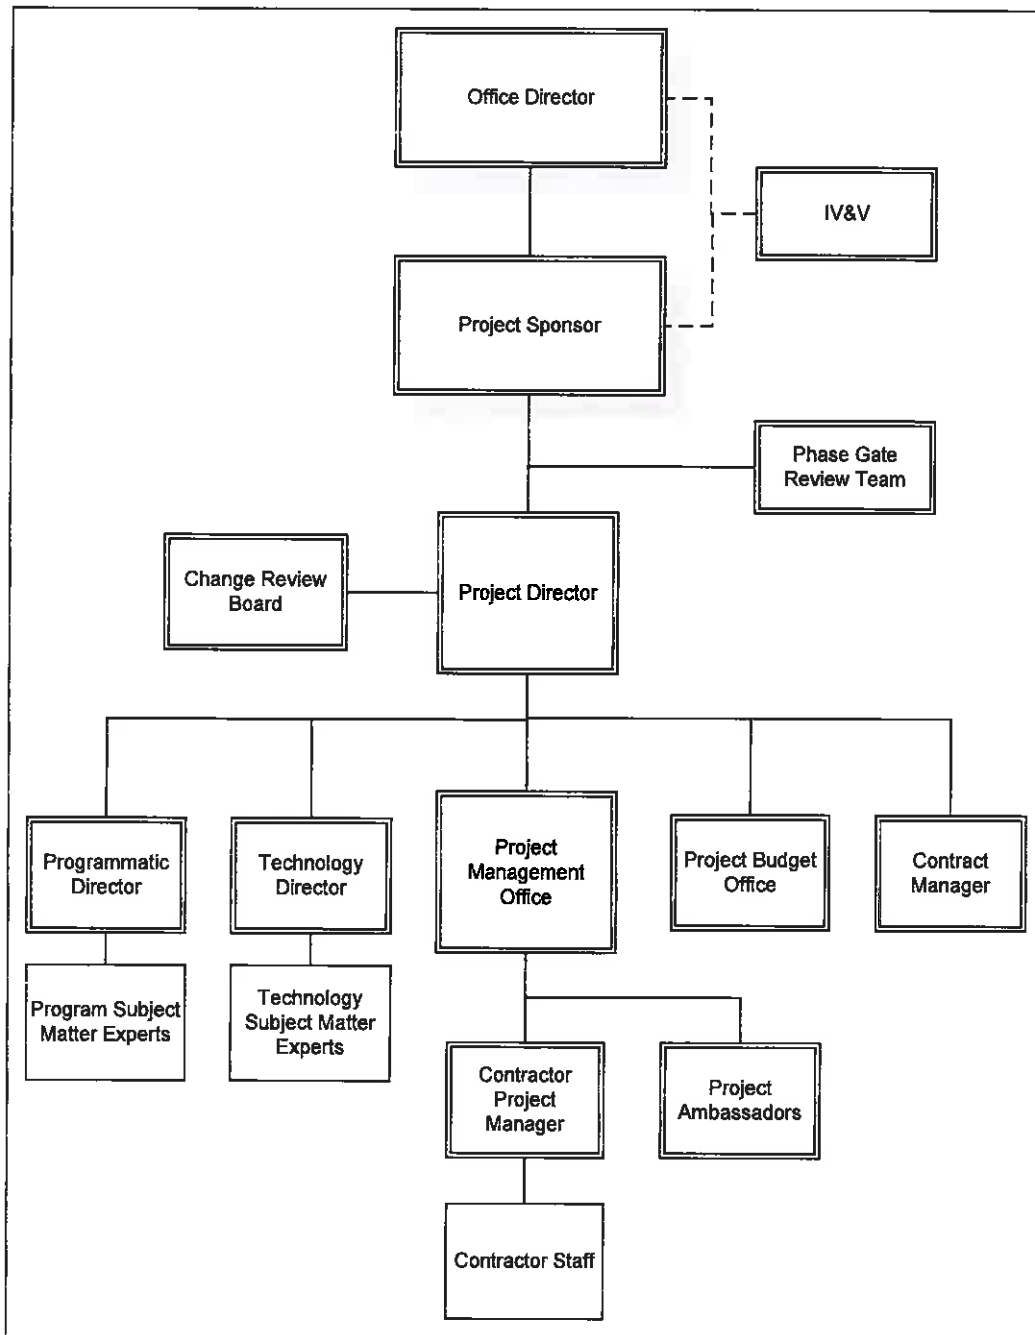 Office Director
IV&V
Project Sponsor
Phase Gate
Review Team
Change Review
Board
Project Director
Programmatic
Director
Technology
Director
Project
Management
Office
Project Budget
Office
Contract
Manager
Program Subject
Matter Experts
Technology
Subject Matter
Experts
Contractor
Project
Manager
Project
Ambassadors
Contractor Staff